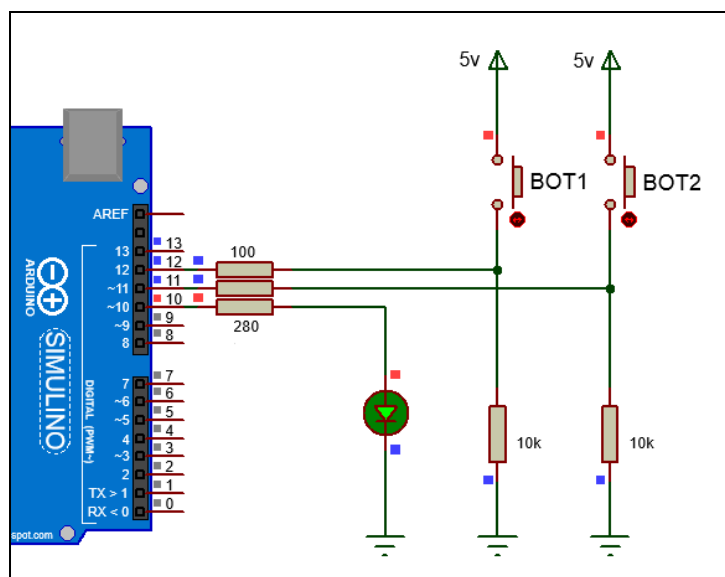 5v
5v
BOT1
BOT2
AREF
13
13
12
12
~11
11
~10
10
~9
9
8
8
100
280
7
7
~6
6
~5
5
4
4
~3
3
2
2
TX > 1
1
RX < 0
0
ARDUINO
SIMULINO
DIGITAL (PWM~)
10k
10k
spot.com